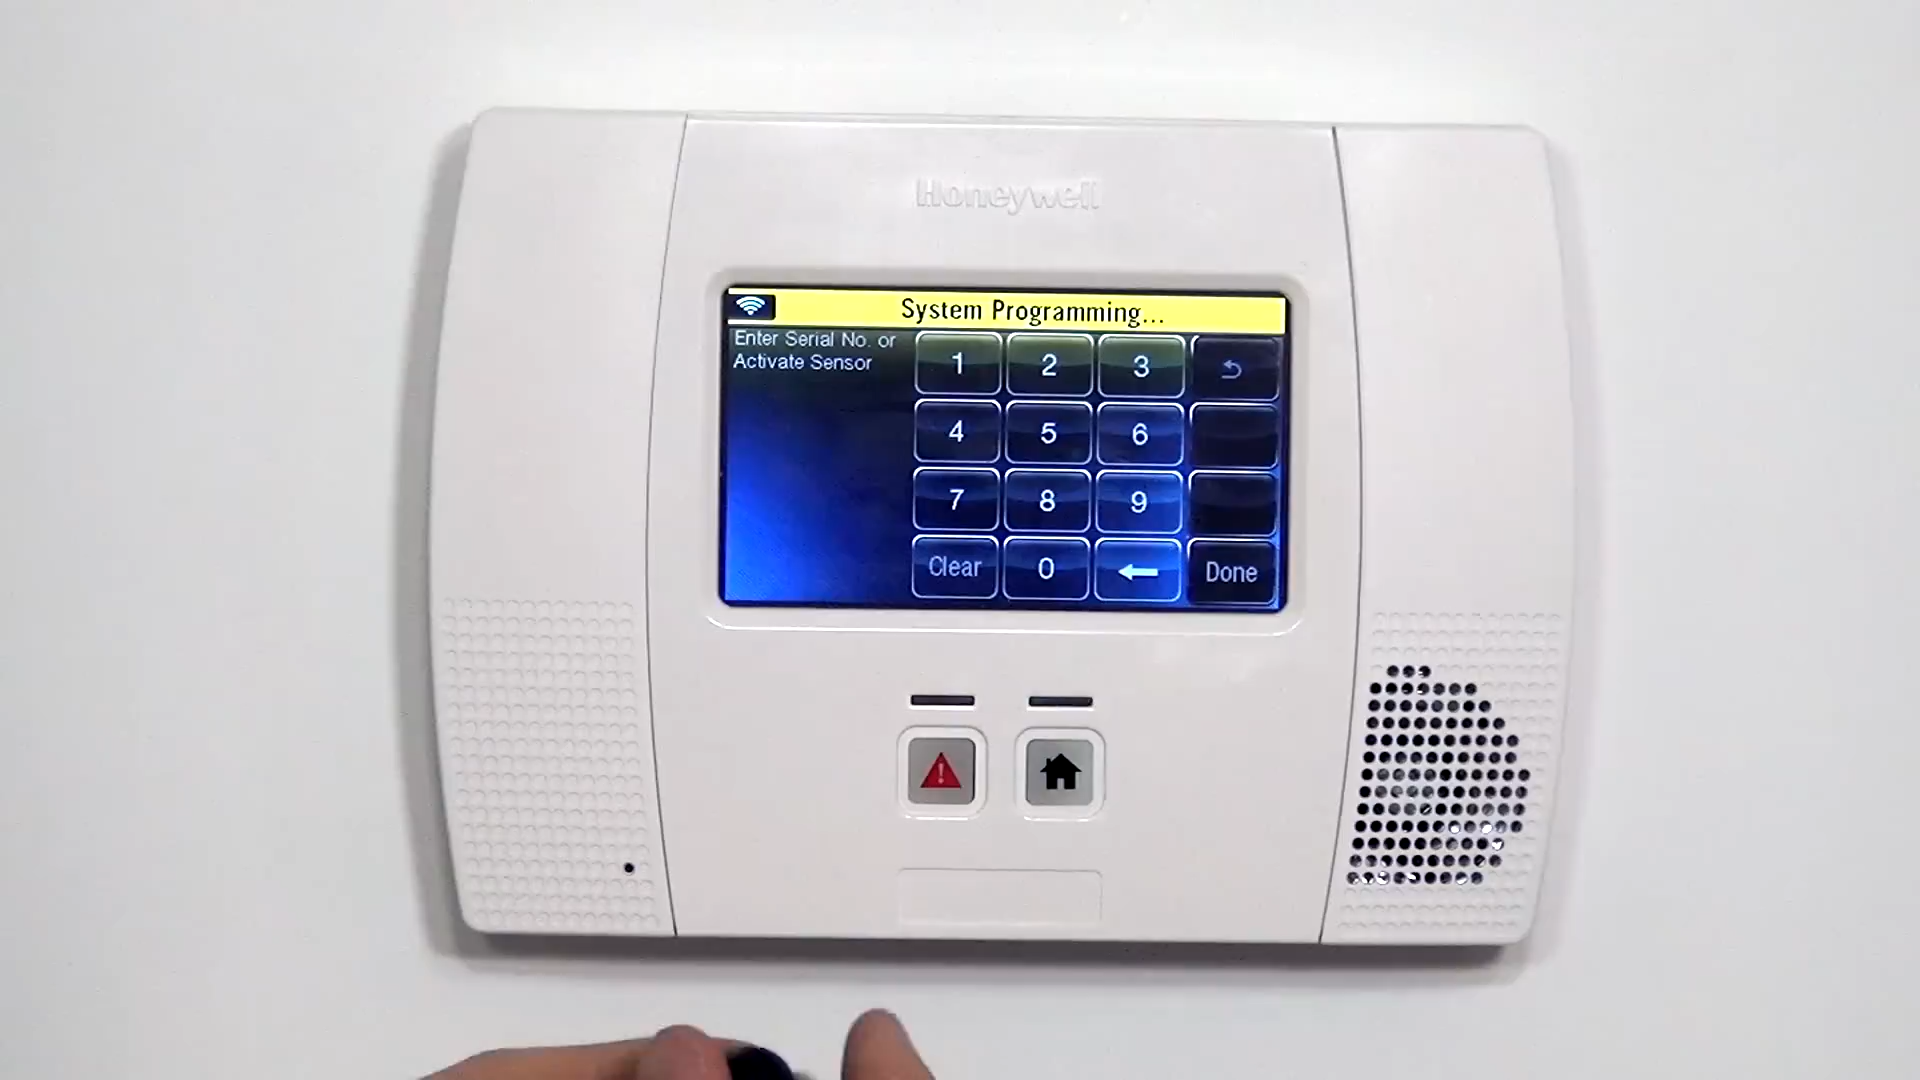 Honeywell
System Programming...
Enter Serial No. or
Activate Sensor
1 2 3
4 5 6
7 8 9
Clear 0 Done